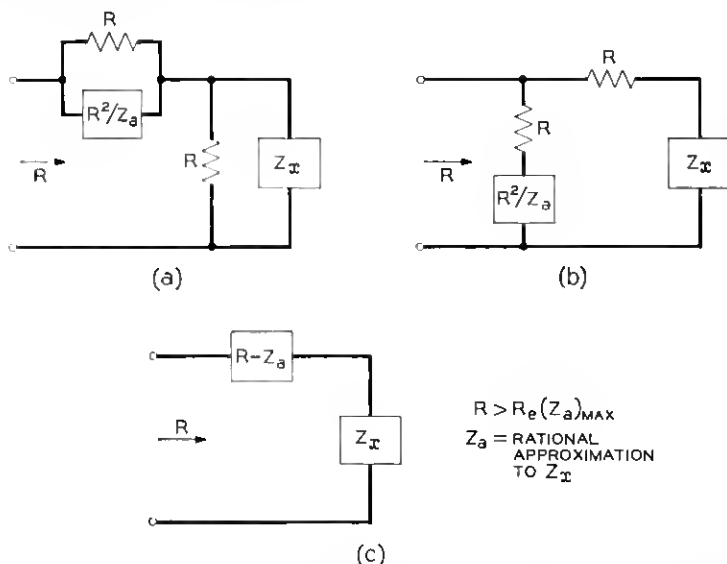 R
R²/Zₐ
R
Zₓ
R
(a)
R
R
R²/Zₐ
Zₓ
R
(b)
R−Zₐ
Zₓ
R
(c)
R > Rₑ(Zₐ)MAX
Zₐ = RATIONAL
APPROXIMATION
TO Zₓ